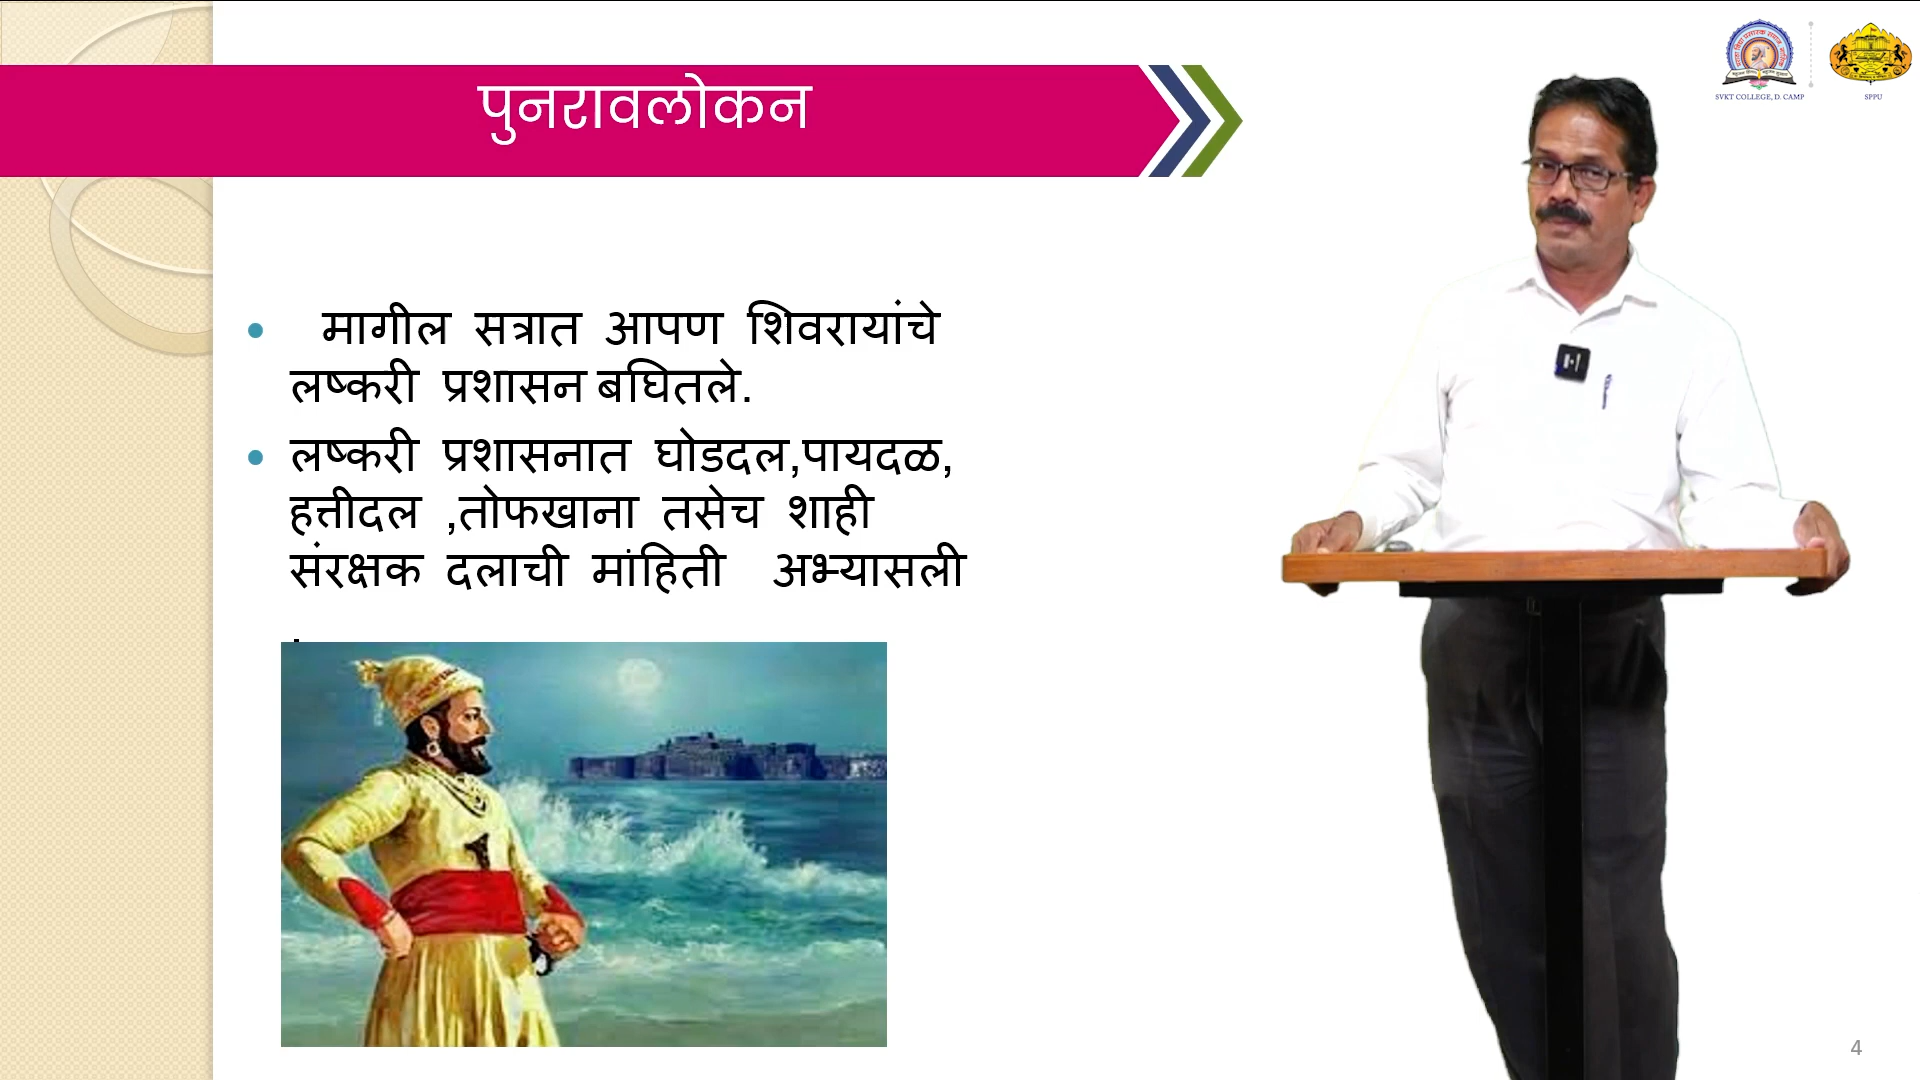 पुनरावलोकन
SVKT COLLEGE, D. CAMP
SPPU
मागील सत्रात आपण शिवरायांचे
लष्करी प्रशासन बघितले.
लष्करी प्रशासनात घोडदल,पायदळ,
हत्तीदल ,तोफखाना तसेच शाही
संरक्षक दलाची मांहिती अभ्यासली
.
4